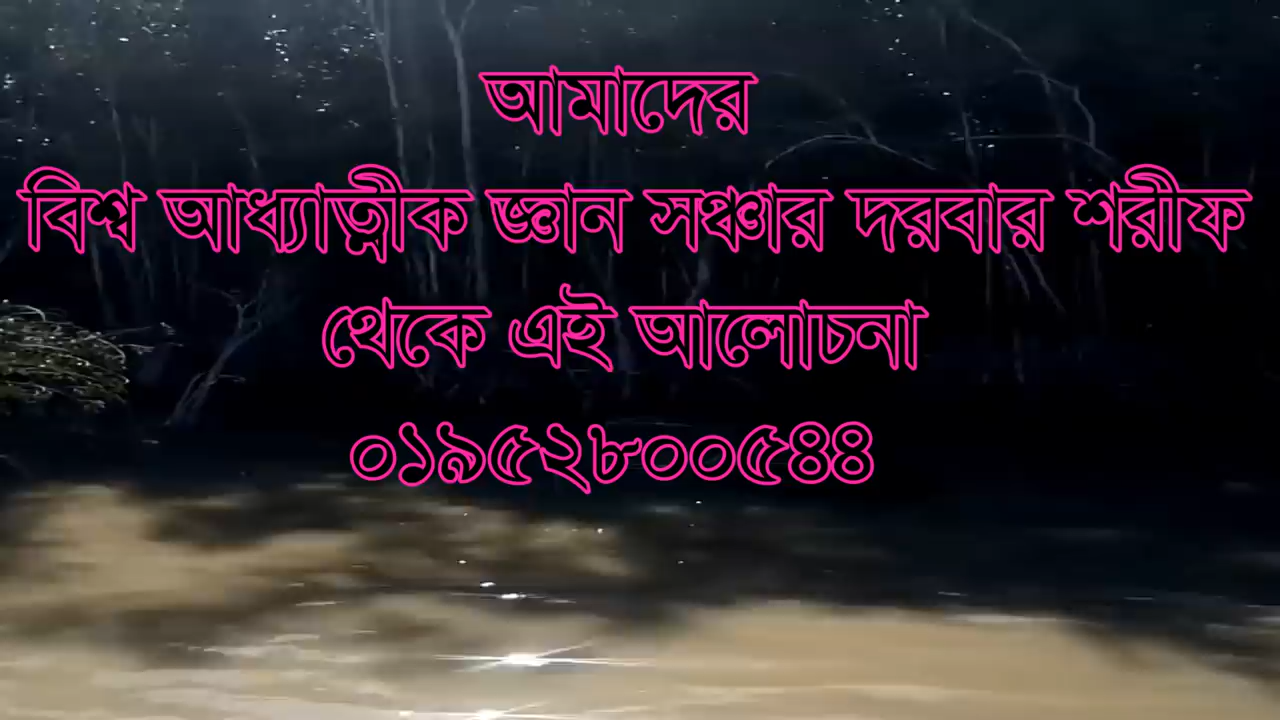 আমাদের
বিশ্ব আধ্যাত্নীক জ্ঞান সঞ্চার দরবার শরীফ
থেকে এই আলোচনা
০১৯৫২৮০০৫৪৪